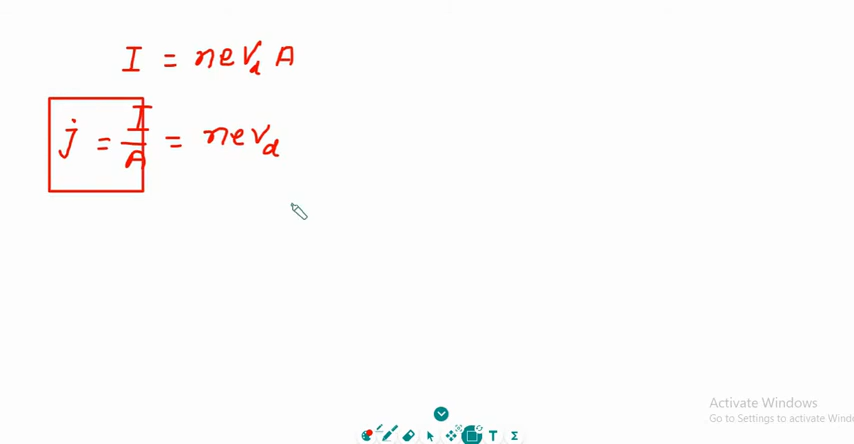 I = nev_d A
j = I/A = nev_d
Activate Windows
Go to Settings to activate Windo